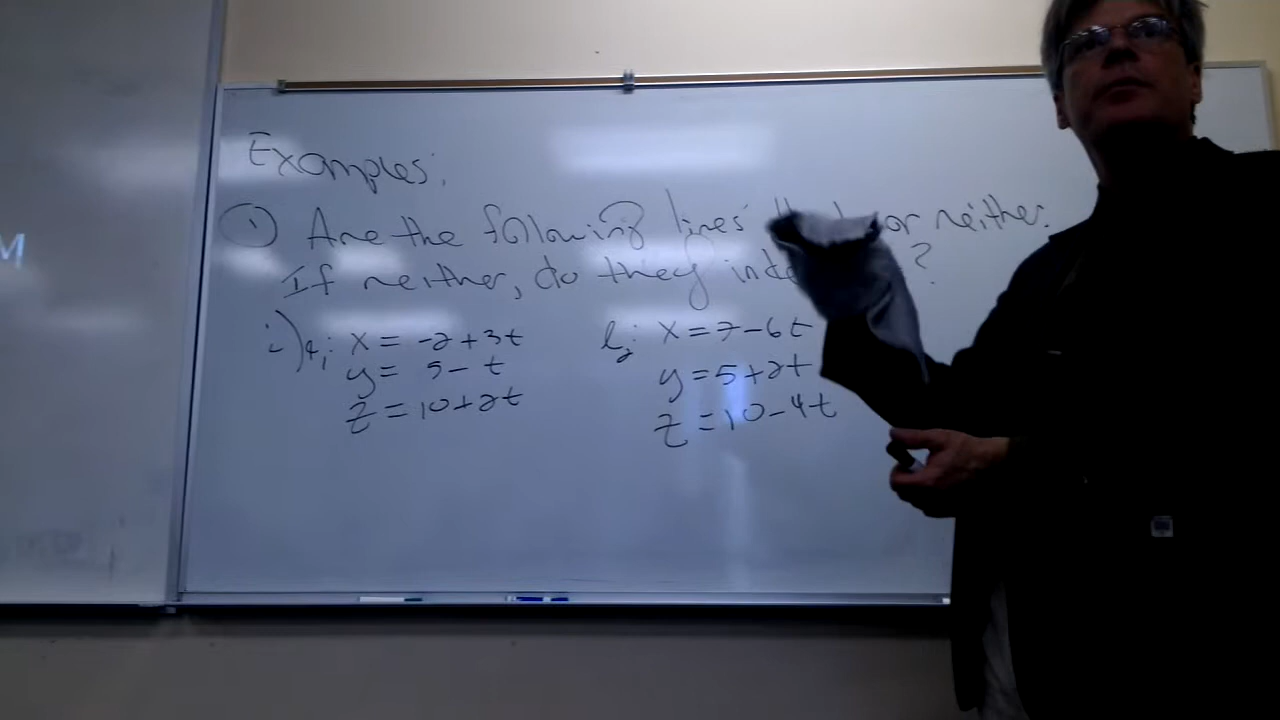 M
Examples:
① Are the following lines or neither.
If neither, do they ?
i) l₁: x = -2+3t l₂: x = 7-6t
y = 5-t y = 5+2t
z = 10+2t z = 10-4t